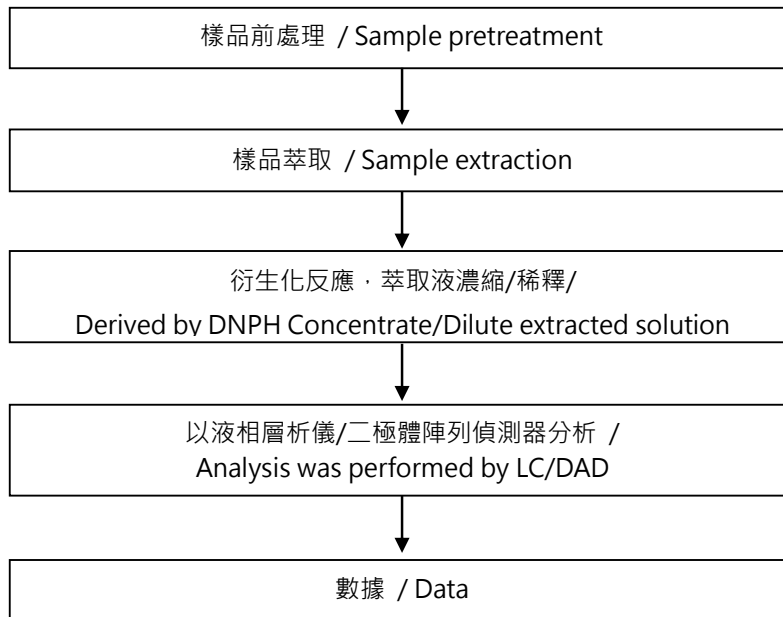 樣品前處理 / Sample pretreatment
樣品萃取 / Sample extraction
衍生化反應，萃取液濃縮/稀釋/
Derived by DNPH Concentrate/Dilute extracted solution
以液相層析儀/二極體陣列偵測器分析 /
Analysis was performed by LC/DAD
數據 / Data